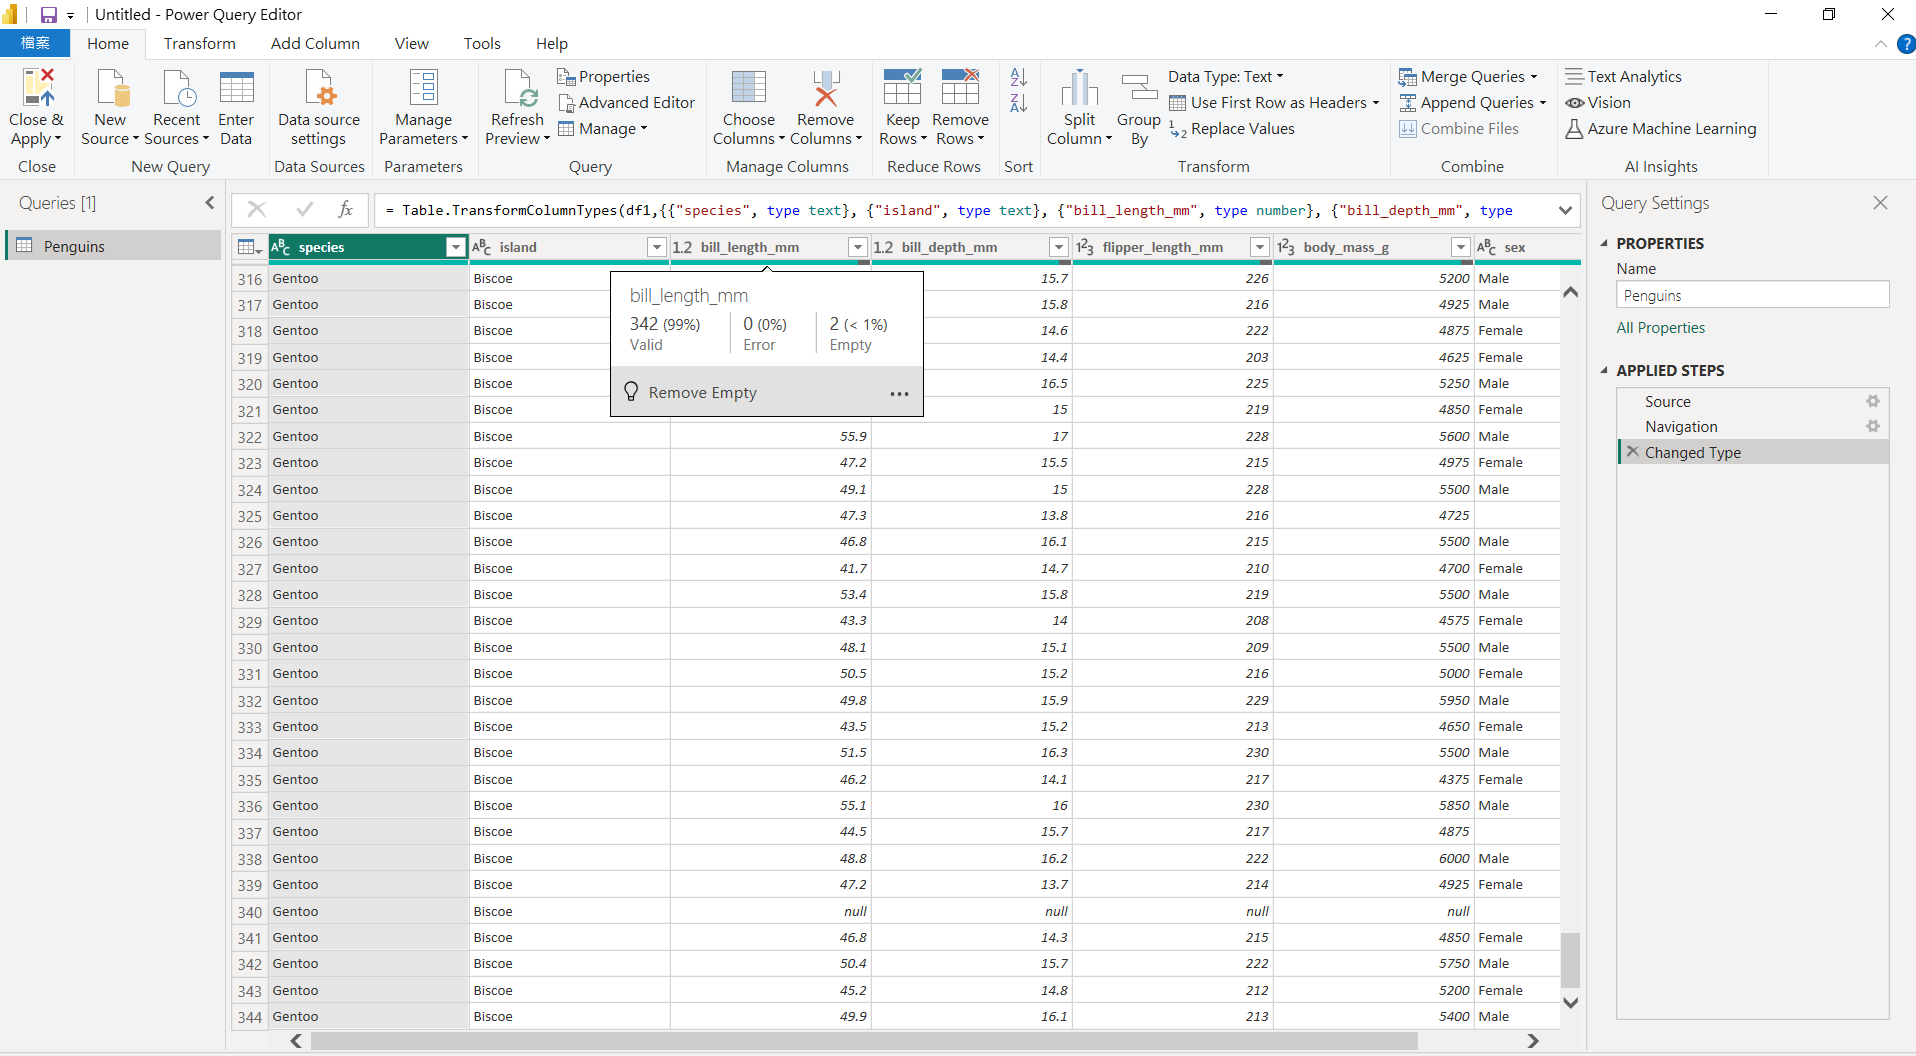 Untitled - Power Query Editor
檔案 Home Transform Add Column View Tools Help
Close & Apply
Close
New Source
Recent Sources
Enter Data
New Query
Data source settings
Data Sources
Manage Parameters
Parameters
Refresh Preview
Properties
Advanced Editor
Manage
Query
Choose Columns
Remove Columns
Manage Columns
Keep Rows
Remove Rows
Reduce Rows
Sort
Split Column
Group By
Data Type: Text
Use First Row as Headers
Replace Values
Transform
Merge Queries
Append Queries
Combine Files
Combine
Text Analytics
Vision
Azure Machine Learning
AI Insights
Queries [1]
Penguins
fx
= Table.TransformColumnTypes(df1,{{"species", type text}, {"island", type text}, {"bill_length_mm", type number}, {"bill_depth_mm", type
ABC species ABC island 1.2 bill_length_mm 1.2 bill_depth_mm 123 flipper_length_mm 123 body_mass_g ABC sex
316 Gentoo Biscoe 15.7 226 5200 Male
317 Gentoo Biscoe 15.8 216 4925 Male
318 Gentoo Biscoe 14.6 222 4875 Female
319 Gentoo Biscoe 14.4 203 4625 Female
320 Gentoo Biscoe 16.5 225 5250 Male
321 Gentoo Biscoe 15 219 4850 Female
322 Gentoo Biscoe 55.9 17 228 5600 Male
323 Gentoo Biscoe 47.2 15.5 215 4975 Female
324 Gentoo Biscoe 49.1 15 228 5500 Male
325 Gentoo Biscoe 47.3 13.8 216 4725
326 Gentoo Biscoe 46.8 16.1 215 5500 Male
327 Gentoo Biscoe 41.7 14.7 210 4700 Female
328 Gentoo Biscoe 53.4 15.8 219 5500 Male
329 Gentoo Biscoe 43.3 14 208 4575 Female
330 Gentoo Biscoe 48.1 15.1 209 5500 Male
331 Gentoo Biscoe 50.5 15.2 216 5000 Female
332 Gentoo Biscoe 49.8 15.9 229 5950 Male
333 Gentoo Biscoe 43.5 15.2 213 4650 Female
334 Gentoo Biscoe 51.5 16.3 230 5500 Male
335 Gentoo Biscoe 46.2 14.1 217 4375 Female
336 Gentoo Biscoe 55.1 16 230 5850 Male
337 Gentoo Biscoe 44.5 15.7 217 4875
338 Gentoo Biscoe 48.8 16.2 222 6000 Male
339 Gentoo Biscoe 47.2 13.7 214 4925 Female
340 Gentoo Biscoe null null null null
341 Gentoo Biscoe 46.8 14.3 215 4850 Female
342 Gentoo Biscoe 50.4 15.7 222 5750 Male
343 Gentoo Biscoe 45.2 14.8 212 5200 Female
344 Gentoo Biscoe 49.9 16.1 213 5400 Male
bill_length_mm
342 (99%) 0 (0%) 2 (< 1%)
Valid Error Empty
Remove Empty
Query Settings
PROPERTIES
Name
Penguins
All Properties
APPLIED STEPS
Source
Navigation
Changed Type